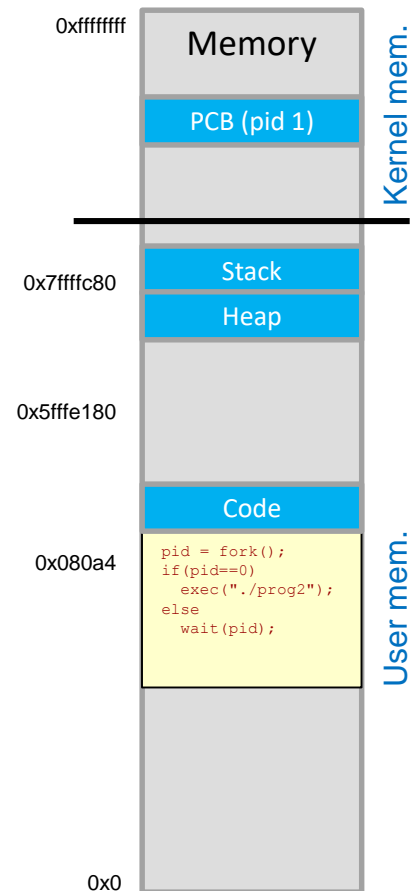 0xffffffff
Memory
Kernel mem.
PCB (pid 1)
0x7ffffc80
Stack
Heap
0x5fffe180
Code
0x080a4
pid = fork();
if(pid==0)
exec("./prog2");
else
wait(pid);
User mem.
0x0